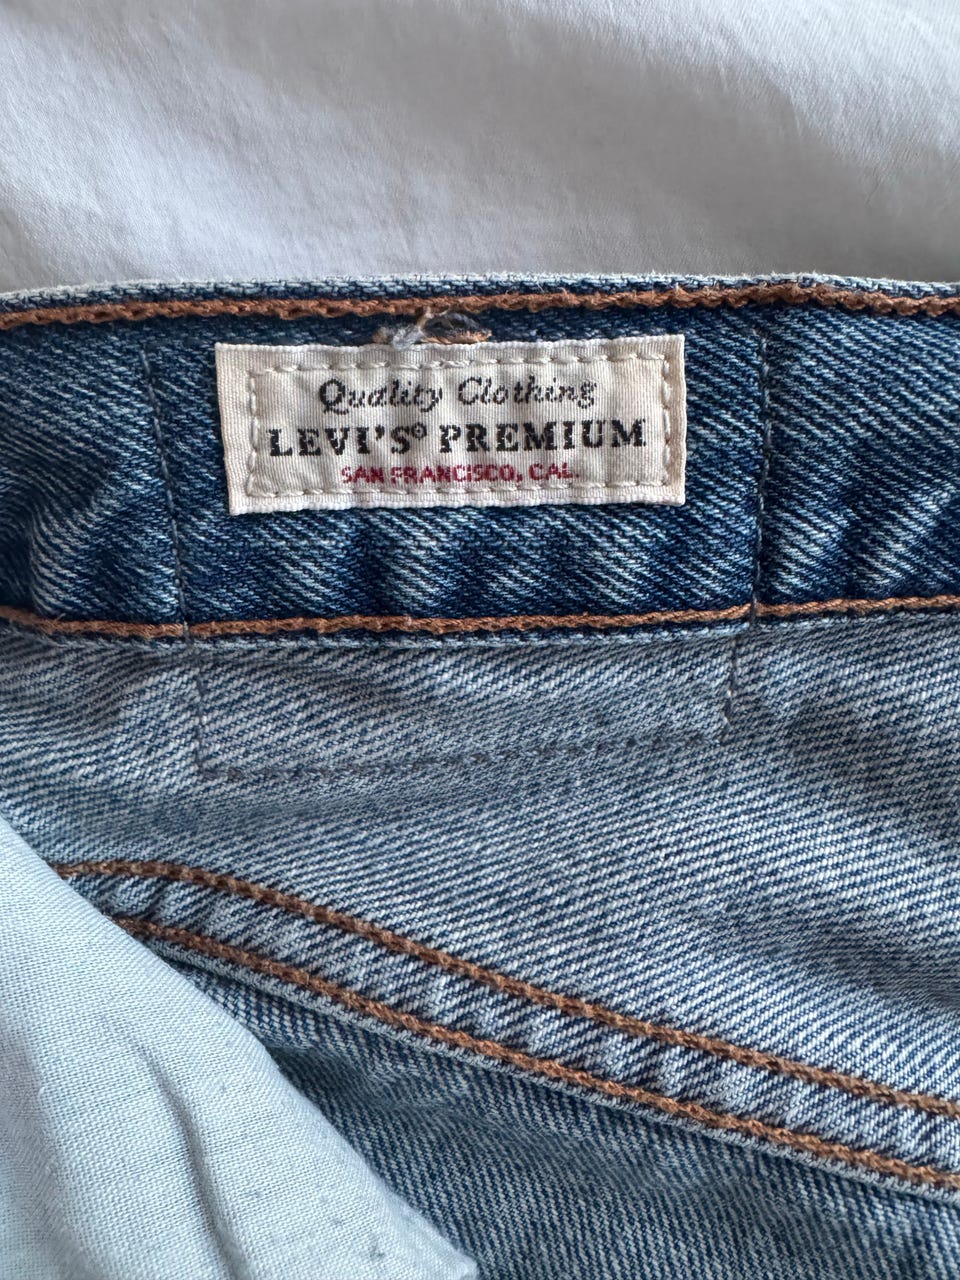 Quality Clothing
LEVI'S® PREMIUM
SAN FRANCISCO, CAL.